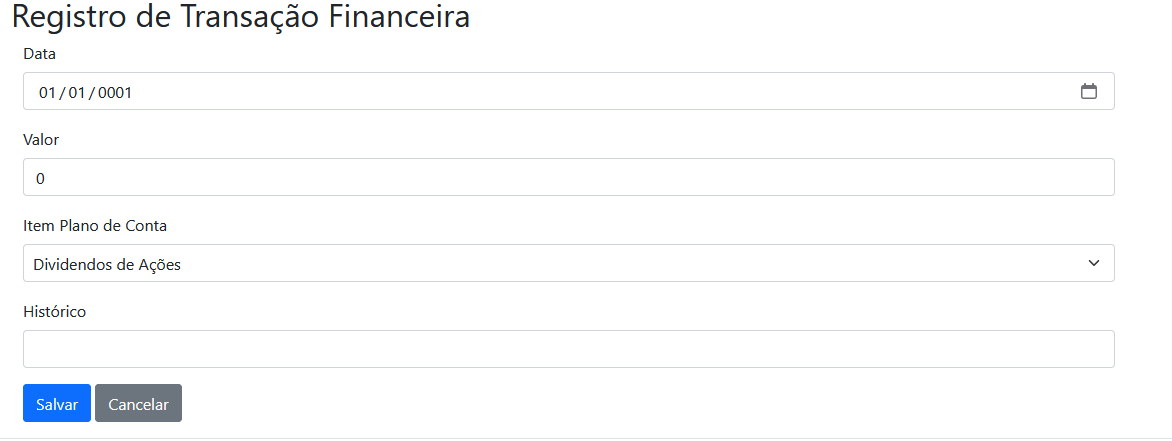 Registro de Transação Financeira
Data
01/01/0001
Valor
0
Item Plano de Conta
Dividendos de Ações
Histórico
Salvar Cancelar